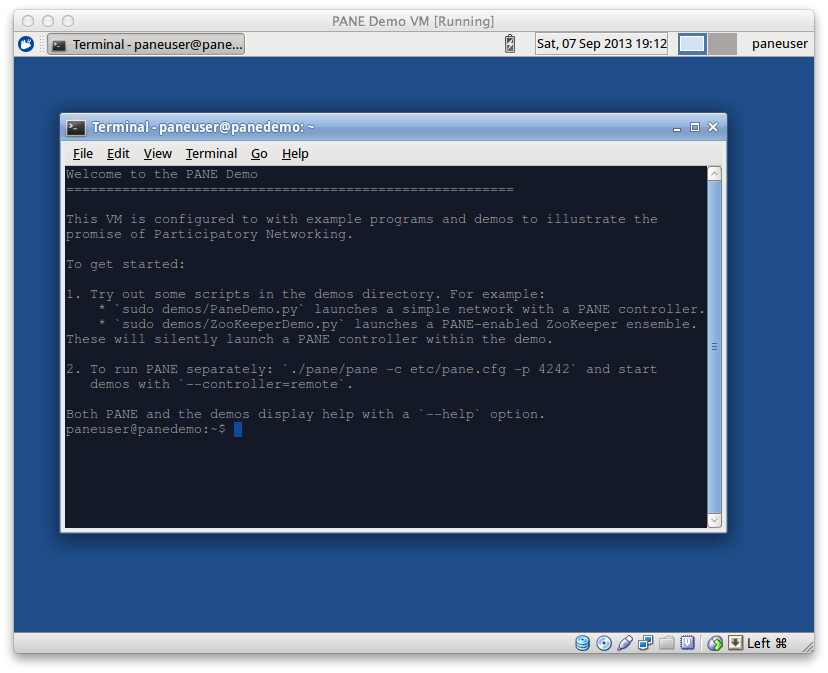 PANE Demo VM [Running]
Terminal - paneuser@pane...
Sat, 07 Sep 2013 19:12
paneuser
Terminal - paneuser@panedemo: ~
File Edit View Terminal Go Help
Welcome to the PANE Demo
========================================================
This VM is configured to with example programs and demos to illustrate the
promise of Participatory Networking.
To get started:
1. Try out some scripts in the demos directory. For example:
* `sudo demos/PaneDemo.py` launches a simple network with a PANE controller.
* `sudo demos/ZooKeeperDemo.py` launches a PANE-enabled ZooKeeper ensemble.
These will silently launch a PANE controller within the demo.
2. To run PANE separately: `./pane/pane -c etc/pane.cfg -p 4242` and start
demos with `--controller=remote`.
Both PANE and the demos display help with a `--help` option.
paneuser@panedemo:~$
Left ⌘